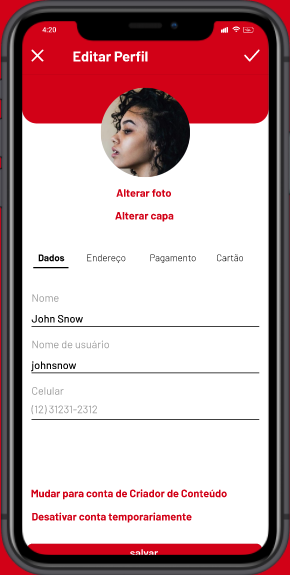 4:20
Editar Perfil
Alterar foto
Alterar capa
Dados Endereço Pagamento Cartão
Nome
John Snow
Nome de usuário
johnsnow
Celular
(12) 31231-2312
Mudar para conta de Criador de Conteúdo
Desativar conta temporariamente
salvar